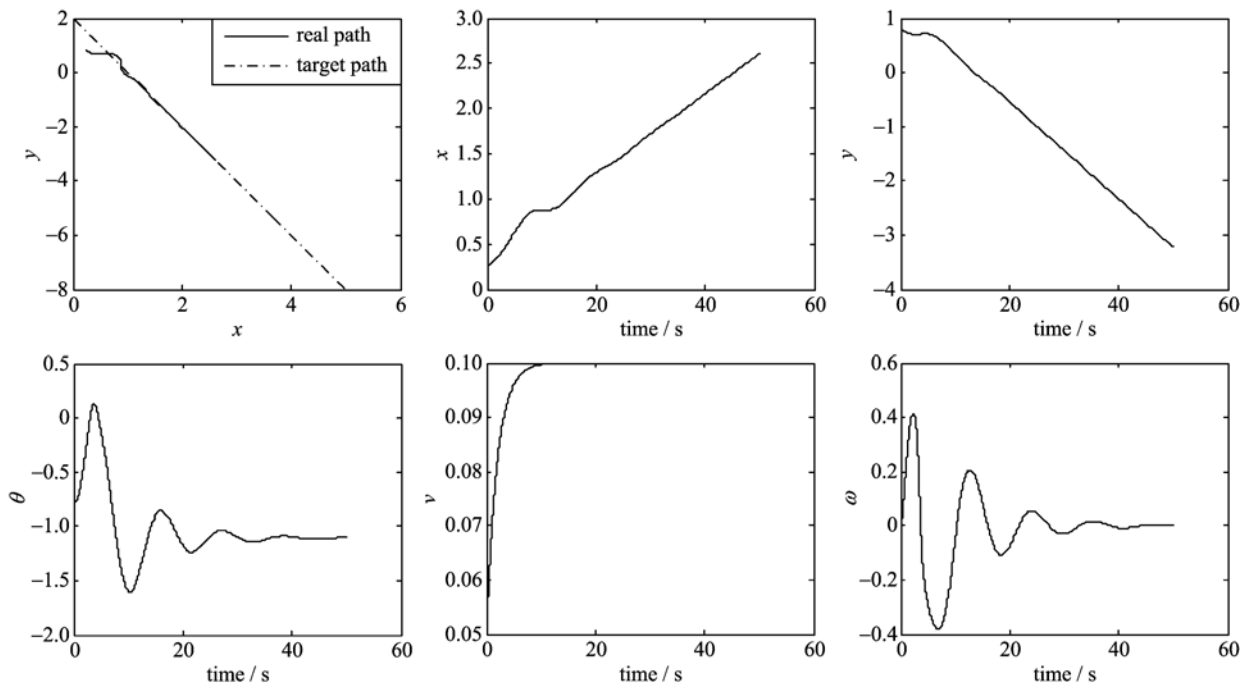 2
0
−2
−4
−6
−8
y
0 2 4 6
x
real path
target path
3.0
2.5
2.0
1.5
1.0
0.5
0
x
0 20 40 60
time / s
1
0
−1
−2
−3
−4
y
0 20 40 60
time / s
0.5
0
−0.5
−1.0
−1.5
−2.0
θ
0 20 40 60
time / s
0.10
0.09
0.08
0.07
0.06
0.05
v
0 20 40 60
time / s
0.6
0.4
0.2
0
−0.2
−0.4
ω
0 20 40 60
time / s